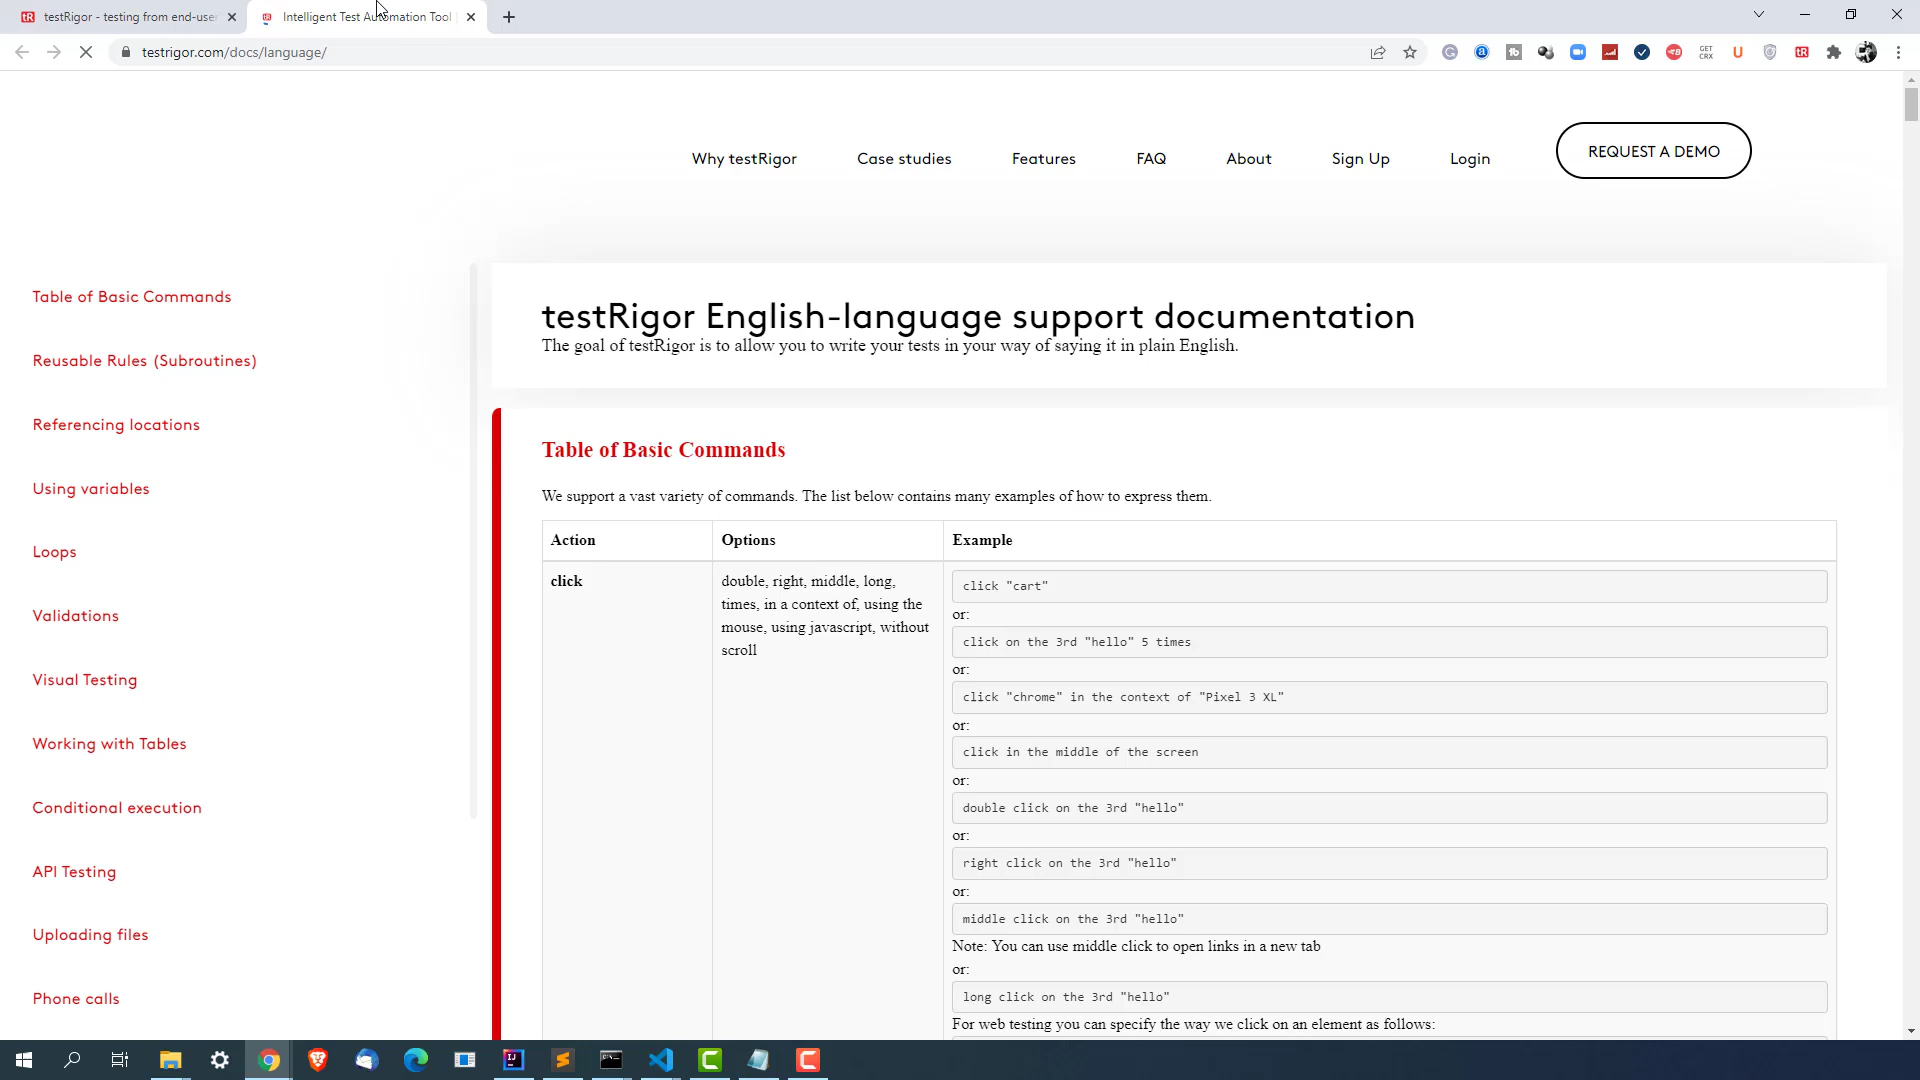 testRigor - testing from end-use
Intelligent Test Automation Tool
testrigor.com/docs/language/
GET
CRX
Why testRigor
Case studies
Features
FAQ
About
Sign Up
Login
REQUEST A DEMO
Table of Basic Commands
Reusable Rules (Subroutines)
Referencing locations
Using variables
Loops
Validations
Visual Testing
Working with Tables
Conditional execution
API Testing
Uploading files
Phone calls
testRigor English-language support documentation
The goal of testRigor is to allow you to write your tests in your way of saying it in plain English.
Table of Basic Commands
We support a vast variety of commands. The list below contains many examples of how to express them.
Action
Options
Example
click
double, right, middle, long,
times, in a context of, using the
mouse, using javascript, without
scroll
click "cart"
or:
click on the 3rd "hello" 5 times
or:
click "chrome" in the context of "Pixel 3 XL"
or:
click in the middle of the screen
or:
double click on the 3rd "hello"
or:
right click on the 3rd "hello"
or:
middle click on the 3rd "hello"
Note: You can use middle click to open links in a new tab
or:
long click on the 3rd "hello"
For web testing you can specify the way we click on an element as follows: